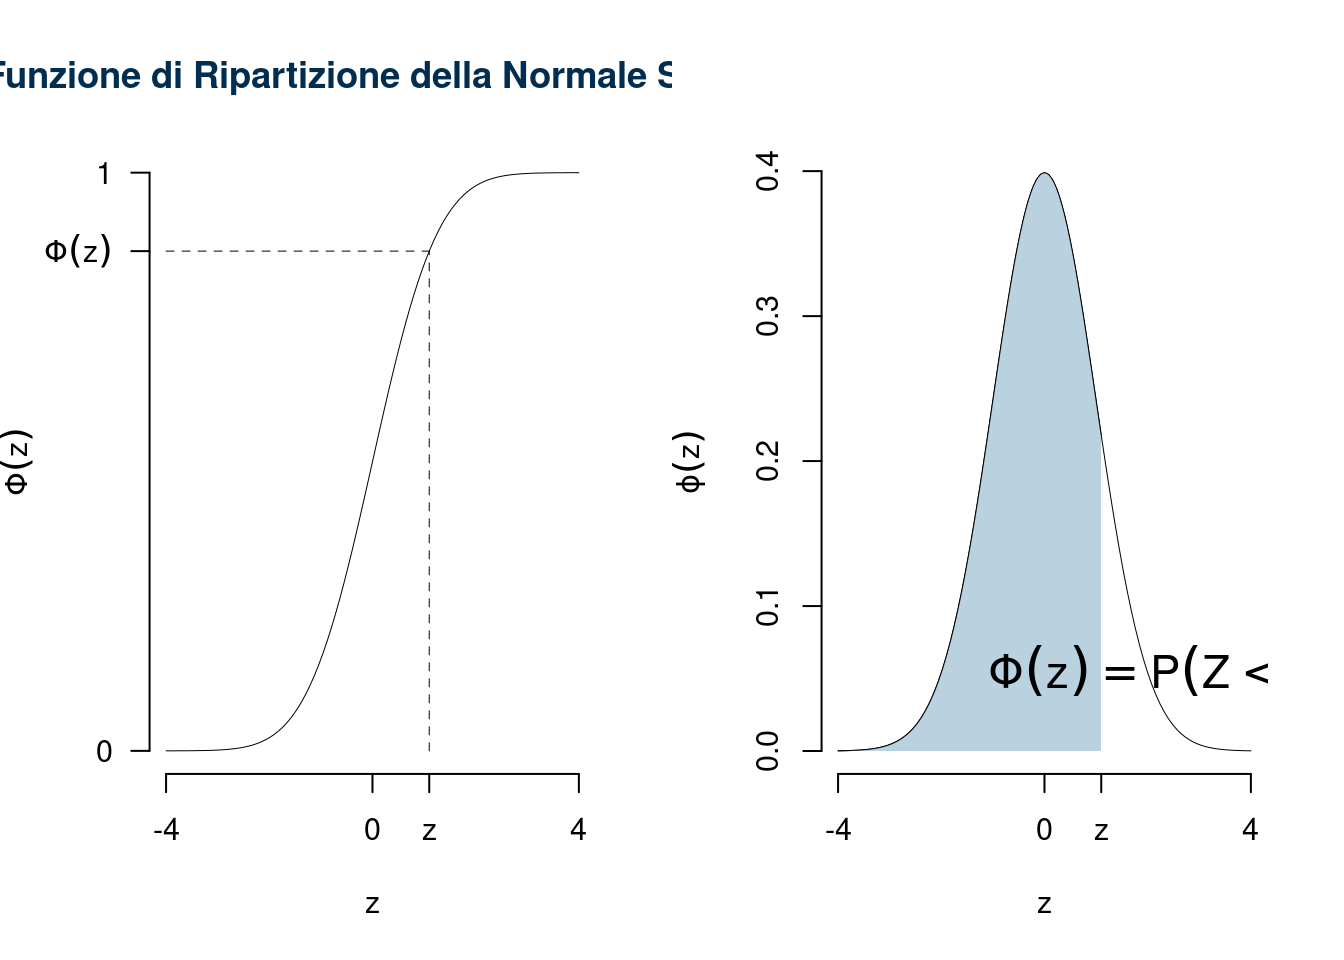 Funzione di Ripartizione della Normale S
1
Φ(z)
0
Φ(z)
-4 0 z 4
z
0.4
0.3
0.2
0.1
0.0
ϕ(z)
Φ(z) = P(Z <
-4 0 z 4
z